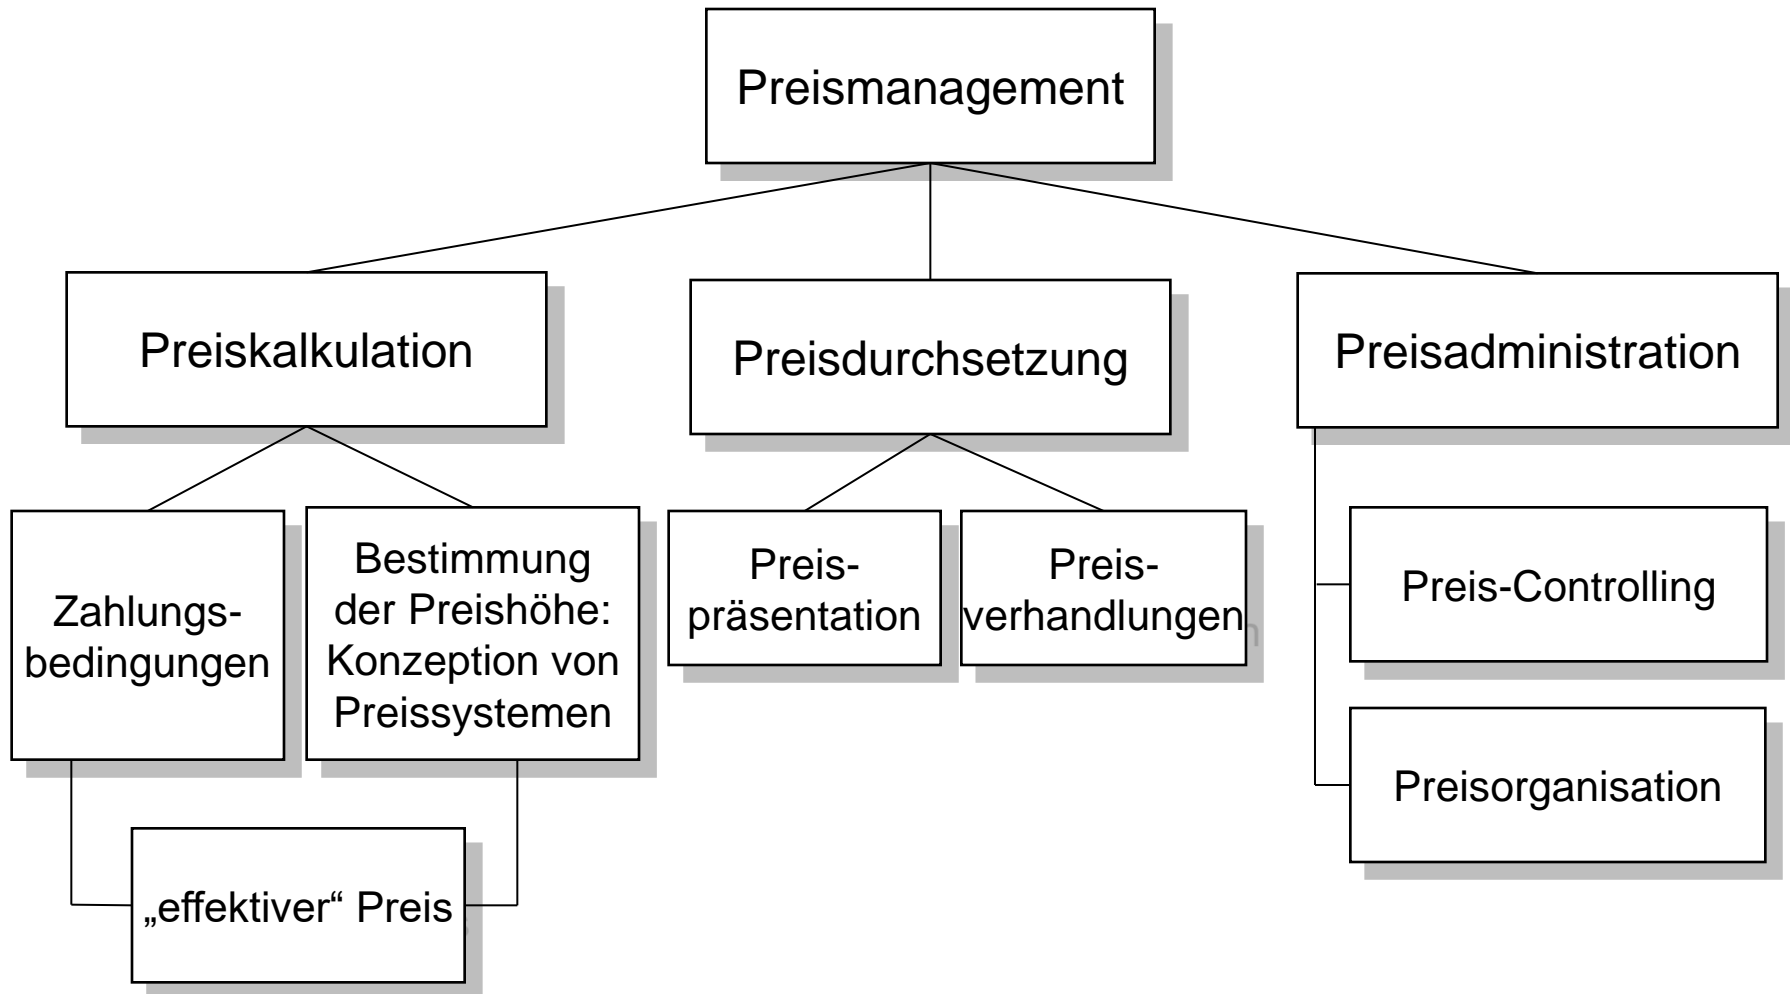 Preismanagement
Preiskalkulation
Preisdurchsetzung
Preisadministration
Zahlungs-
bedingungen
Bestimmung
der Preishöhe:
Konzeption von
Preissystemen
Preis-
präsentation
Preis-
verhandlungen
Preis-Controlling
Preisorganisation
„effektiver“ Preis